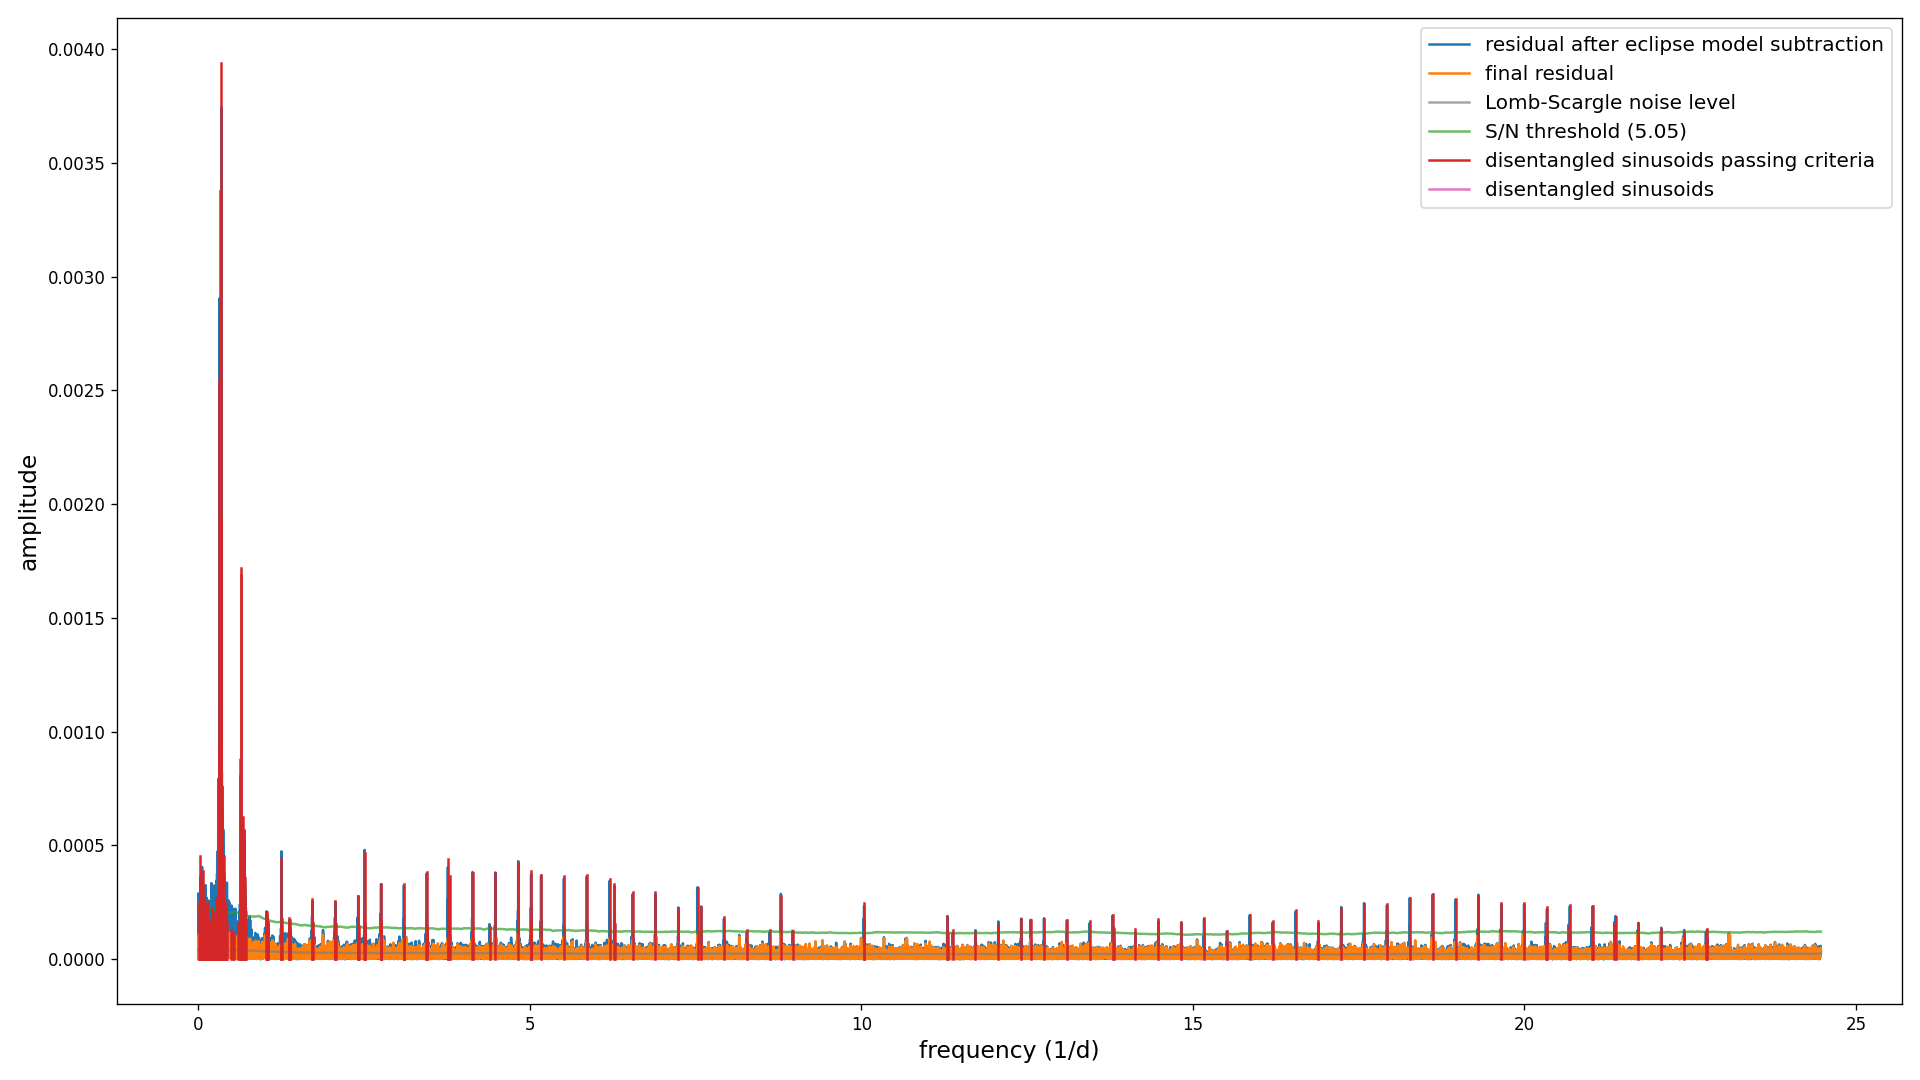 0.0040
0.0035
0.0030
0.0025
0.0020
0.0015
0.0010
0.0005
0.0000
amplitude
0
5
10
15
20
25
frequency (1/d)
residual after eclipse model subtraction
final residual
Lomb-Scargle noise level
S/N threshold (5.05)
disentangled sinusoids passing criteria
disentangled sinusoids